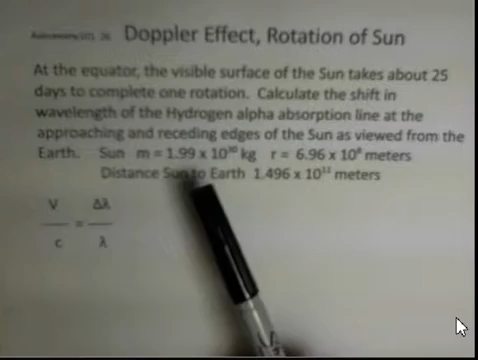 Doppler Effect, Rotation of Sun
At the equator, the visible surface of the Sun takes about 25
days to complete one rotation. Calculate the shift in
wavelength of the Hydrogen alpha absorption line at the
approaching and receding edges of the Sun as viewed from the
Earth. Sun m = 1.99 x 10³⁰ kg r = 6.96 x 10⁸ meters
Distance Sun to Earth 1.496 x 10¹¹ meters
V Δλ
=
c λ